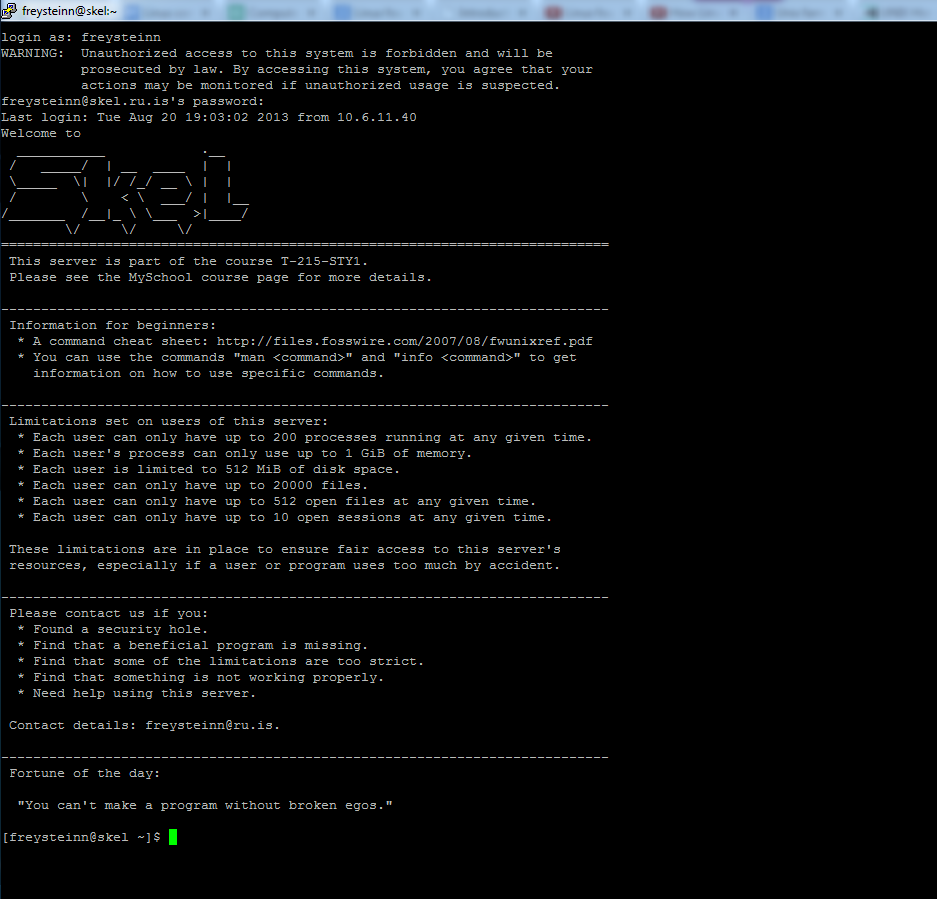 freysteinn@skel:~
login as: freysteinn
WARNING:  Unauthorized access to this system is forbidden and will be
          prosecuted by law. By accessing this system, you agree that your
          actions may be monitored if unauthorized usage is suspected.
freysteinn@skel.ru.is's password:
Last login: Tue Aug 20 19:03:02 2013 from 10.6.11.40
Welcome to
Skel
This server is part of the course T-215-STY1.
Please see the MySchool course page for more details.
Information for beginners:
* A command cheat sheet: http://files.fosswire.com/2007/08/fwunixref.pdf
* You can use the commands "man <command>" and "info <command>" to get
information on how to use specific commands.
Limitations set on users of this server:
* Each user can only have up to 200 processes running at any given time.
* Each user's process can only use up to 1 GiB of memory.
* Each user is limited to 512 MiB of disk space.
* Each user can only have up to 20000 files.
* Each user can only have up to 512 open files at any given time.
* Each user can only have up to 10 open sessions at any given time.
These limitations are in place to ensure fair access to this server's
resources, especially if a user or program uses too much by accident.
Please contact us if you:
* Found a security hole.
* Find that a beneficial program is missing.
* Find that some of the limitations are too strict.
* Find that something is not working properly.
* Need help using this server.
Contact details: freysteinn@ru.is.
Fortune of the day:
"You can't make a program without broken egos."
[freysteinn@skel ~]$